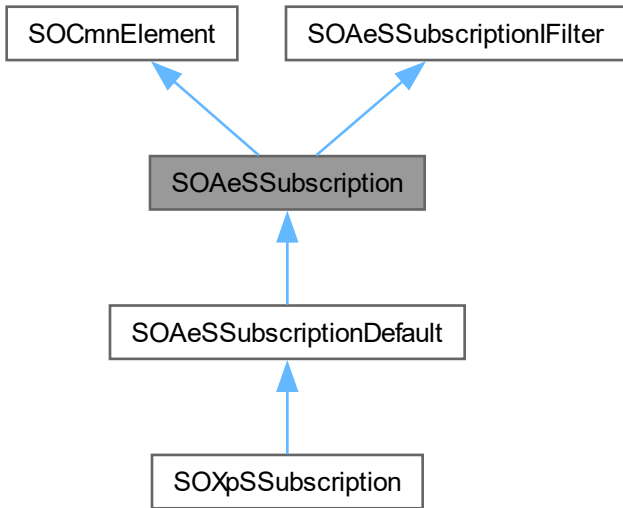 SOCmnElement
SOAeSSubscriptionIFilter
SOAeSSubscription
SOAeSSubscriptionDefault
SOXpSSubscription